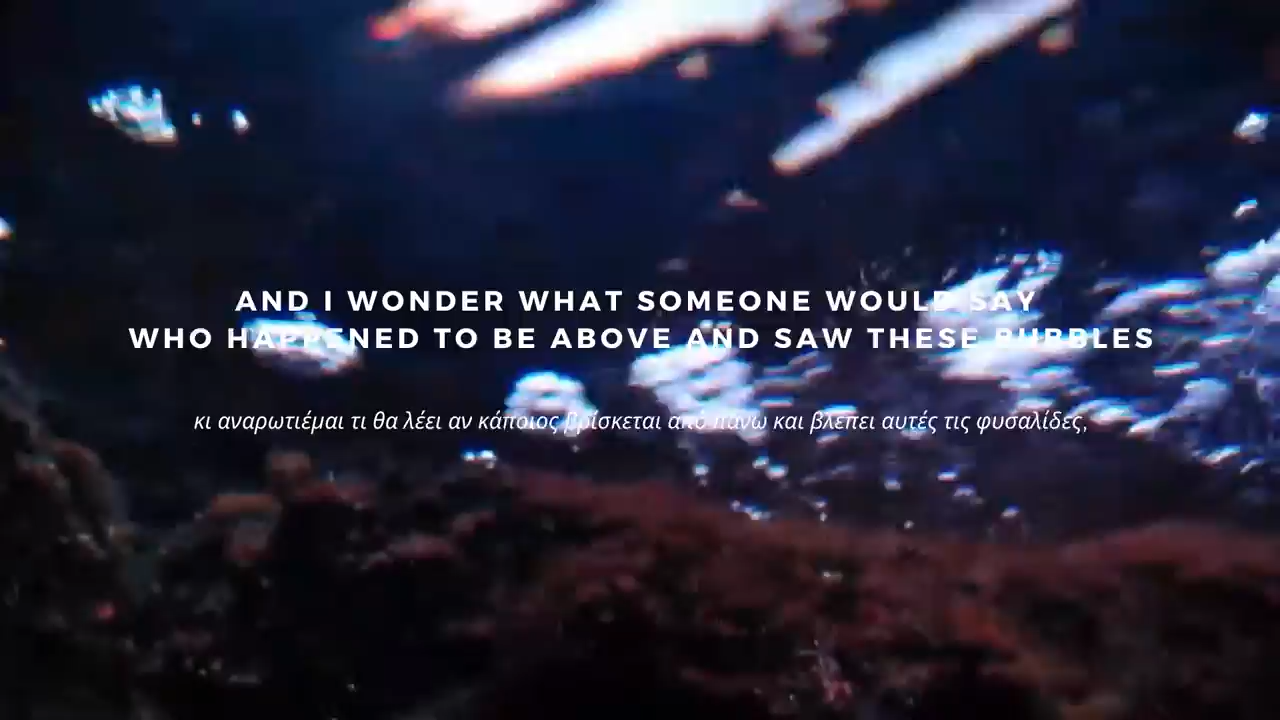 AND I WONDER WHAT SOMEONE WOULD SAY
WHO HAPPENED TO BE ABOVE AND SAW THESE BUBBLES
κι αναρωτιέμαι τι θα λέει αν κάποιος βρίσκεται από πάνω και βλέπει αυτές τις φυσαλίδες,